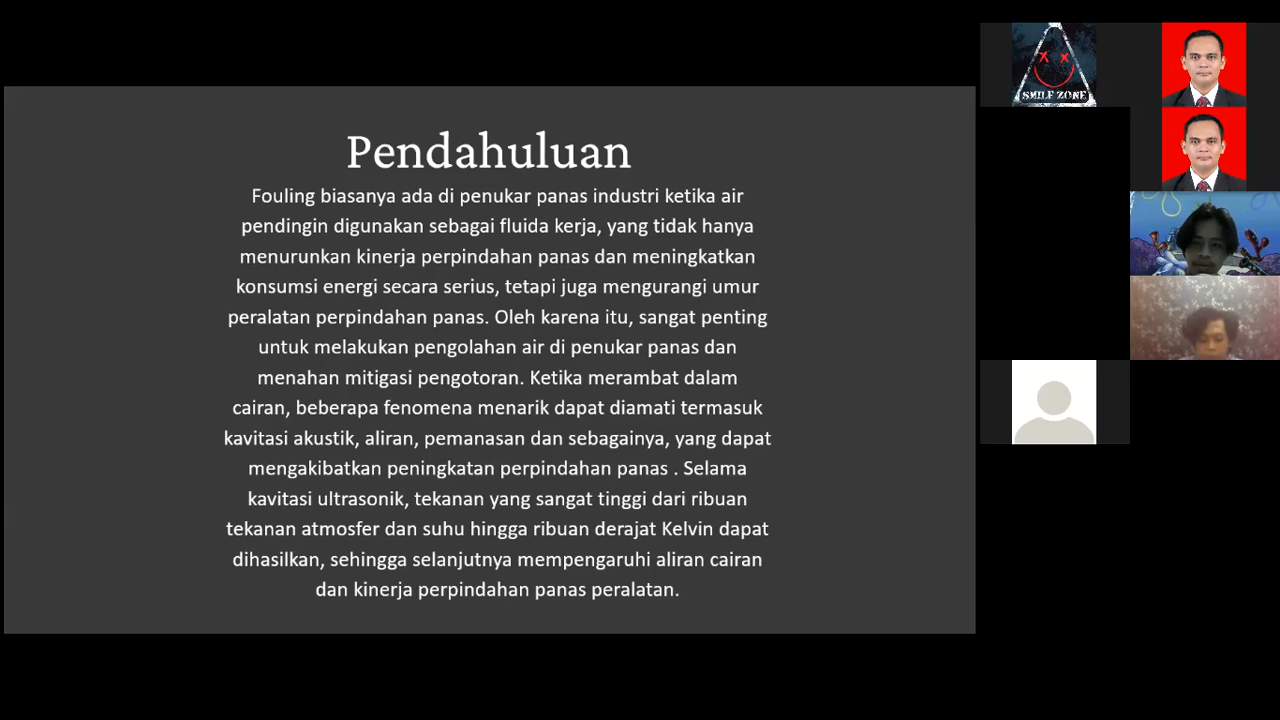 Pendahuluan
Fouling biasanya ada di penukar panas industri ketika air
pendingin digunakan sebagai fluida kerja, yang tidak hanya
menurunkan kinerja perpindahan panas dan meningkatkan
konsumsi energi secara serius, tetapi juga mengurangi umur
peralatan perpindahan panas. Oleh karena itu, sangat penting
untuk melakukan pengolahan air di penukar panas dan
menahan mitigasi pengotoran. Ketika merambat dalam
cairan, beberapa fenomena menarik dapat diamati termasuk
kavitasi akustik, aliran, pemanasan dan sebagainya, yang dapat
mengakibatkan peningkatan perpindahan panas . Selama
kavitasi ultrasonik, tekanan yang sangat tinggi dari ribuan
tekanan atmosfer dan suhu hingga ribuan derajat Kelvin dapat
dihasilkan, sehingga selanjutnya mempengaruhi aliran cairan
dan kinerja perpindahan panas peralatan.
SMILE ZONE